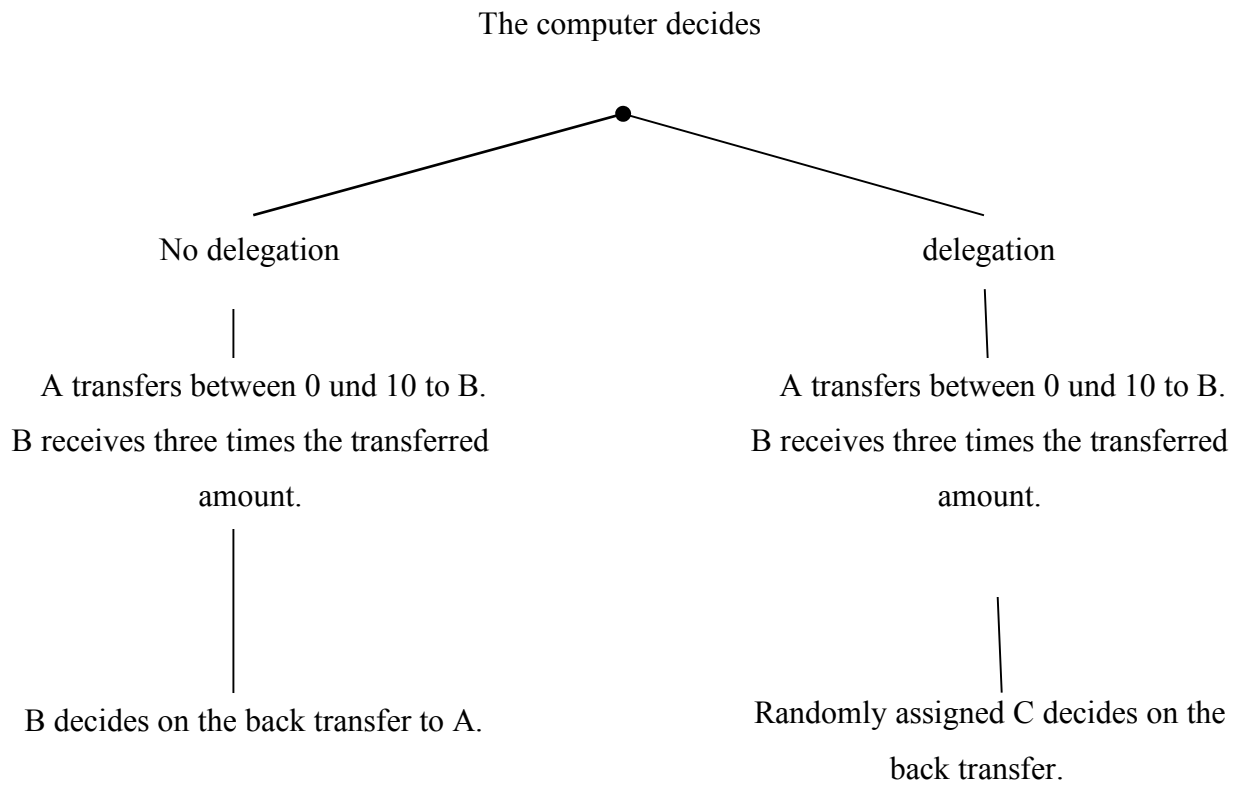 The computer decides
No delegation
delegation
A transfers between 0 und 10 to B.
B receives three times the transferred
amount.
A transfers between 0 und 10 to B.
B receives three times the transferred
amount.
B decides on the back transfer to A.
Randomly assigned C decides on the
back transfer.